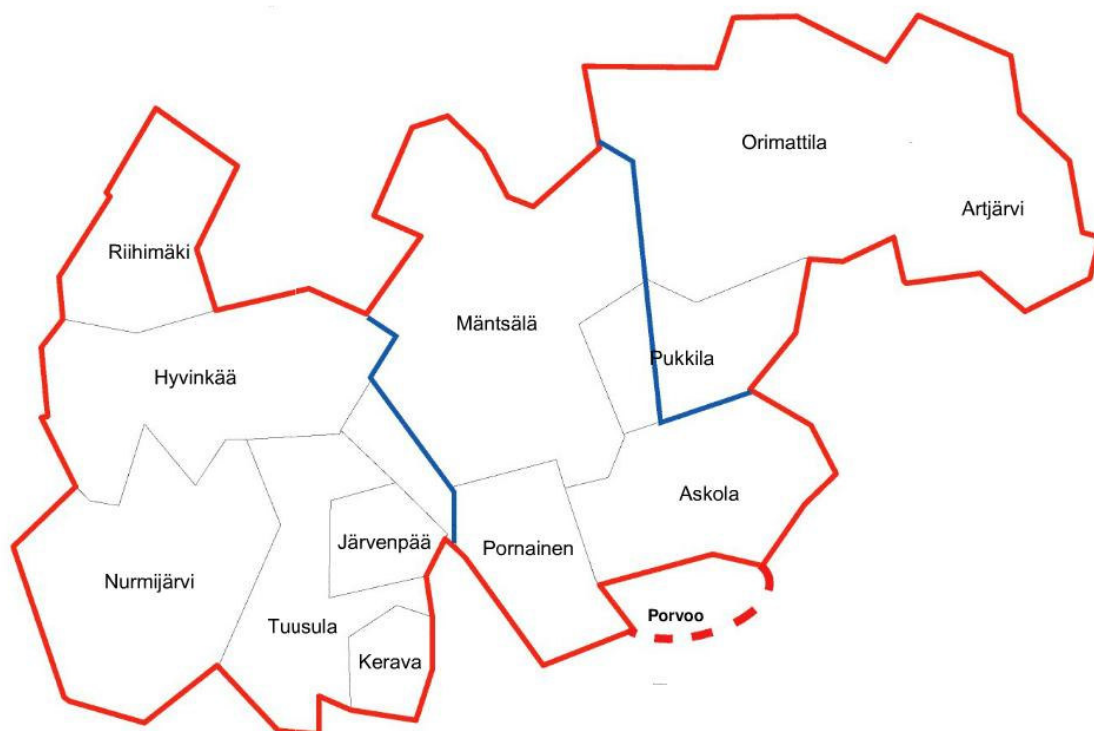 Orimattila
Artjärvi
Riihimäki
Mäntsälä
Pukkila
Hyvinkää
Askola
Järvenpää
Pornainen
Nurmijärvi
Tuusula
Porvoo
Kerava